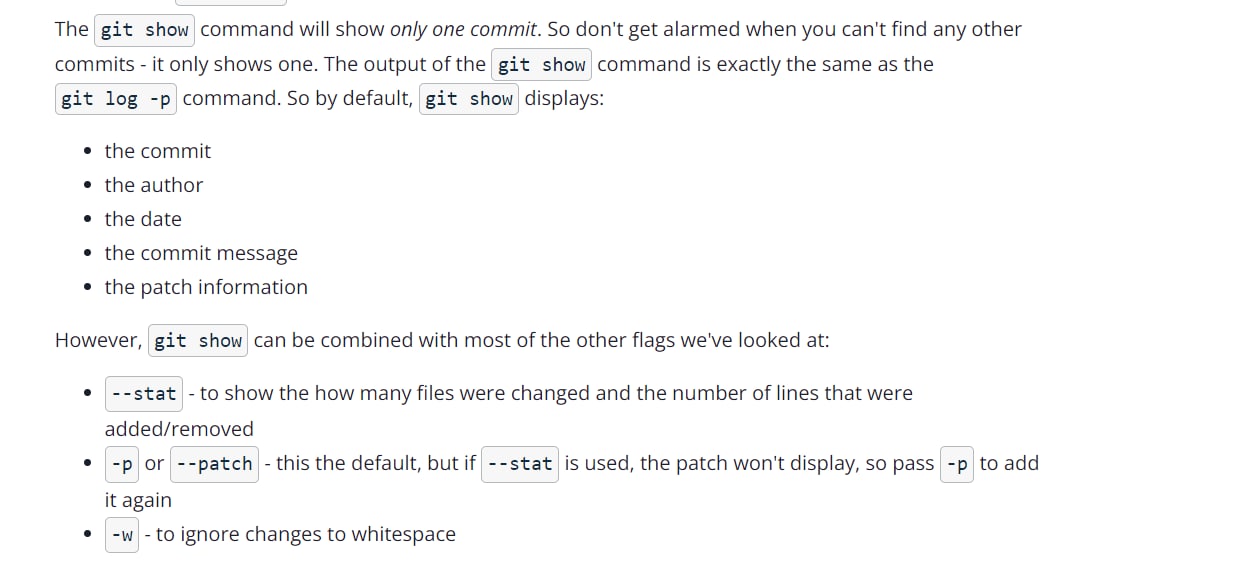 The git show command will show only one commit. So don't get alarmed when you can't find any other
commits - it only shows one. The output of the git show command is exactly the same as the
git log -p command. So by default, git show displays:
• the commit
• the author
• the date
• the commit message
• the patch information
However, git show can be combined with most of the other flags we've looked at:
• --stat - to show the how many files were changed and the number of lines that were
added/removed
• -p or --patch - this the default, but if --stat is used, the patch won't display, so pass -p to add
it again
• -w - to ignore changes to whitespace